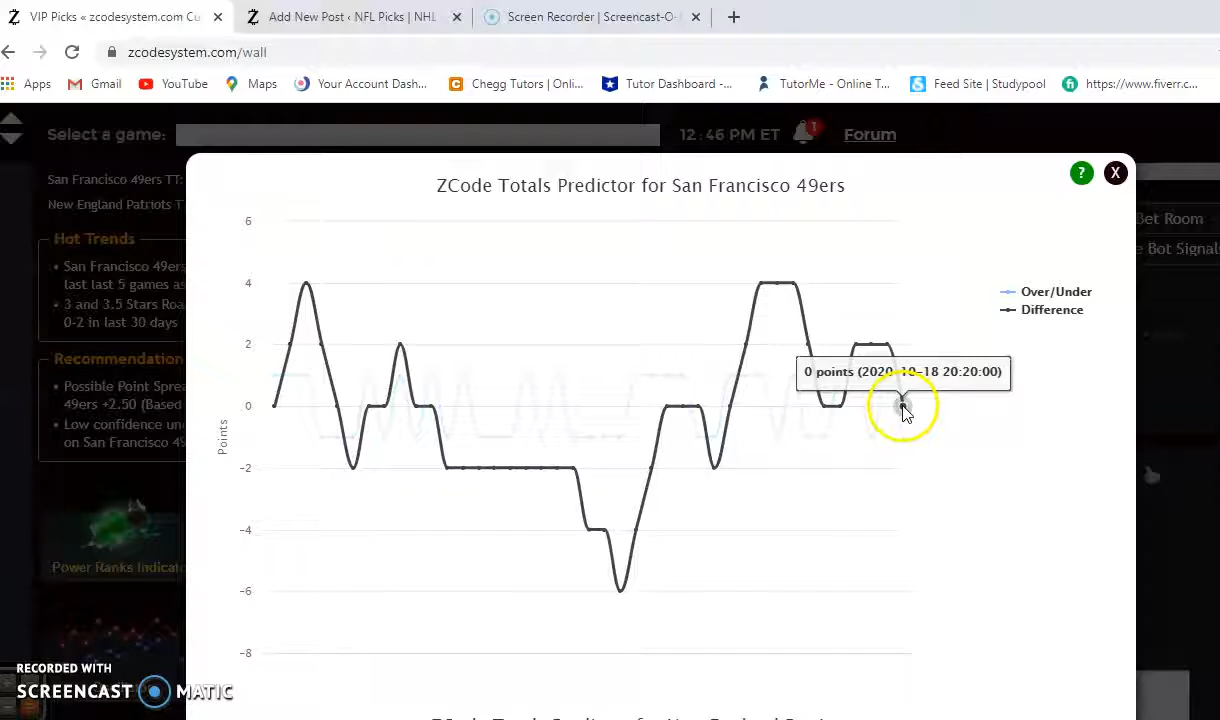 VIP Picks « zcodesystem.com Cu
Add New Post ‹ NFL Picks | NHL
Screen Recorder | Screencast-O-
zcodesystem.com/wall
Apps
Gmail
YouTube
Maps
Your Account Dash...
Chegg Tutors | Onli...
Tutor Dashboard -...
TutorMe - Online T...
Feed Site | Studypool
https://www.fiverr.c...
Select a game:
12:46 PM ET
1
Forum
San Francisco 49ers TT:
New England Patriots T
Hot Trends
San Francisco 49ers
last last 5 games as
3 and 3.5 Stars Roa
0-2 in last 30 days
Recommendation
Possible Point Sprea
49ers +2.50 (Based
Low confidence un
on San Francisco 49
Power Ranks Indicat
Bet Room
e Bot Signals
ZCode Totals Predictor for San Francisco 49ers
?
X
6
4
2
0
-2
-4
-6
-8
Points
Over/Under
Difference
0 points (2020-10-18 20:20:00)
RECORDED WITH
SCREENCAST MATIC